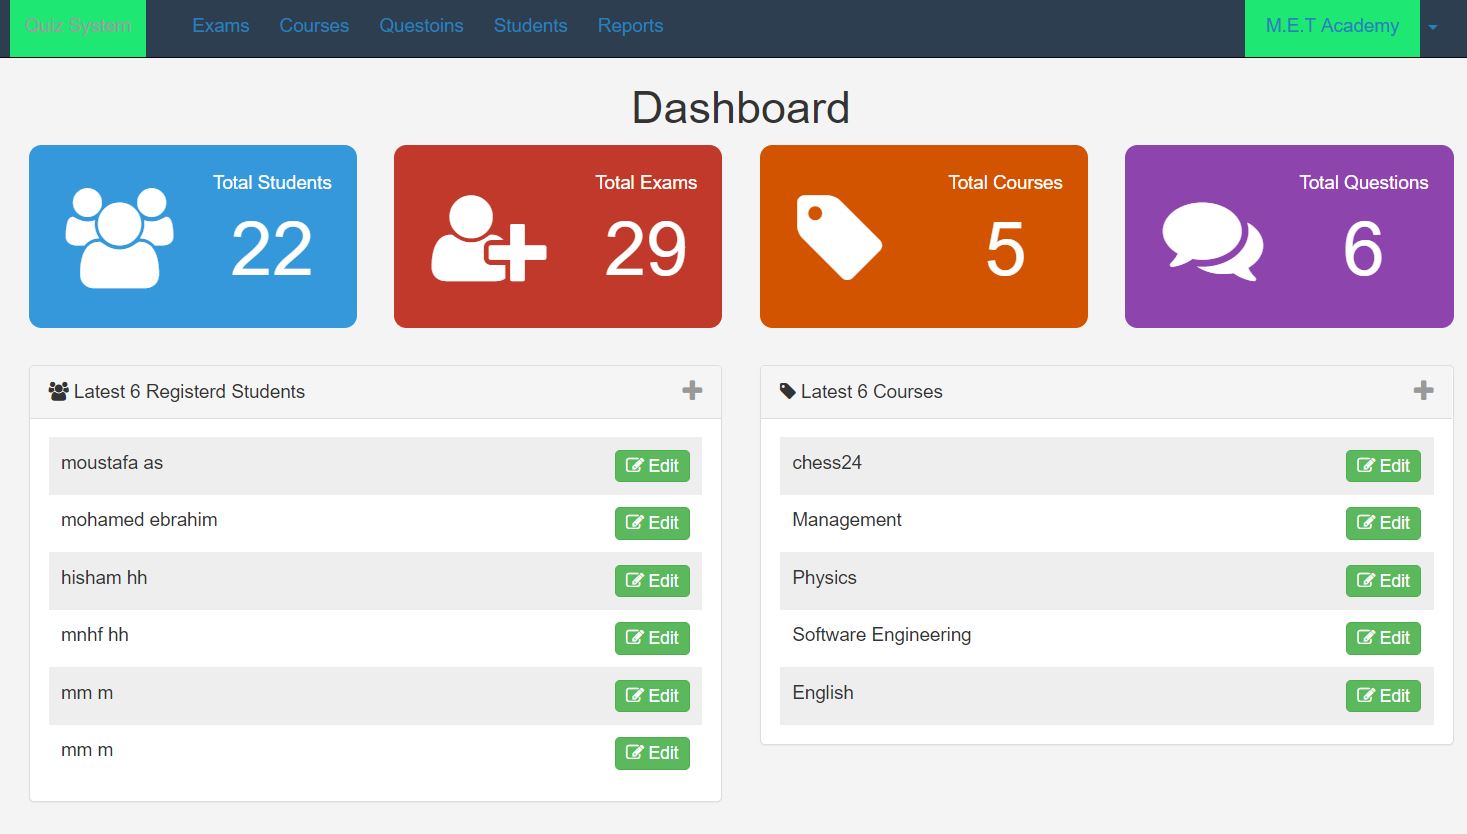 Quiz System Exams Courses Questoins Students Reports M.E.T Academy
Dashboard
Total Students
22
Total Exams
29
Total Courses
5
Total Questions
6
Latest 6 Registerd Students
moustafa as Edit
mohamed ebrahim Edit
hisham hh Edit
mnhf hh Edit
mm m Edit
mm m Edit
Latest 6 Courses
chess24 Edit
Management Edit
Physics Edit
Software Engineering Edit
English Edit